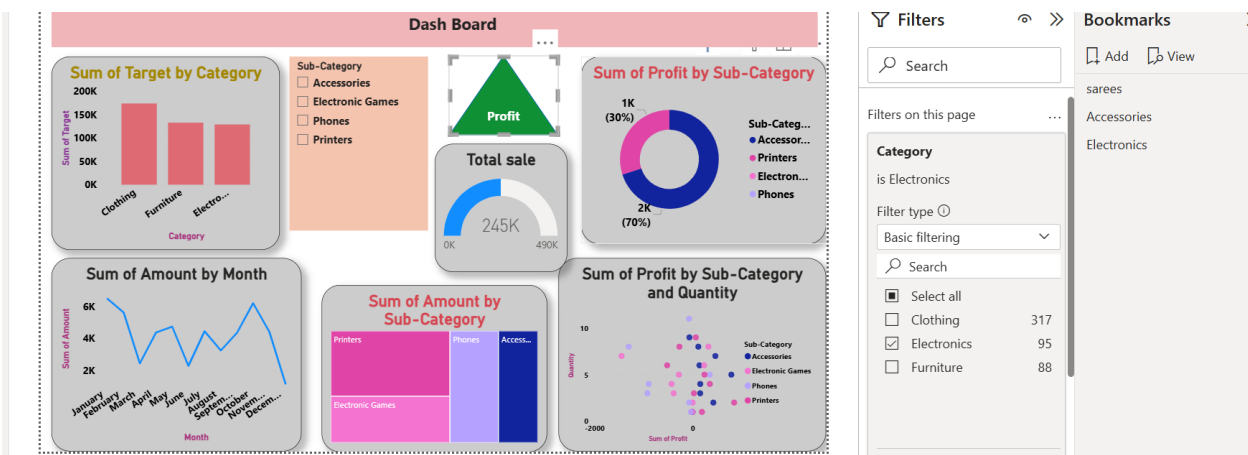 Dash Board
Sum of Target by Category
Sum of Target
200K
150K
100K
50K
0K
Clothing
Furniture
Electro...
Category
Sub-Category
Accessories
Electronic Games
Phones
Printers
Profit
Total sale
245K
0K
490K
Sum of Profit by Sub-Category
1K
(30%)
2K
(70%)
Sub-Categ...
Accessor...
Printers
Electron...
Phones
Sum of Amount by Month
Sum of Amount
6K
4K
2K
January
February
March
April
May
June
July
August
Septem...
October
Novem...
Decem...
Month
Sum of Amount by
Sub-Category
Printers
Phones
Access...
Electronic Games
Sum of Profit by Sub-Category
and Quantity
Quantity
10
5
0
-2000
0
Sum of Profit
Sub-Category
Accessories
Electronic Games
Phones
Printers
Filters
Search
Filters on this page
...
Category
is Electronics
Filter type
Basic filtering
Search
Select all
Clothing 317
Electronics 95
Furniture 88
Bookmarks
Add View
sarees
Accessories
Electronics